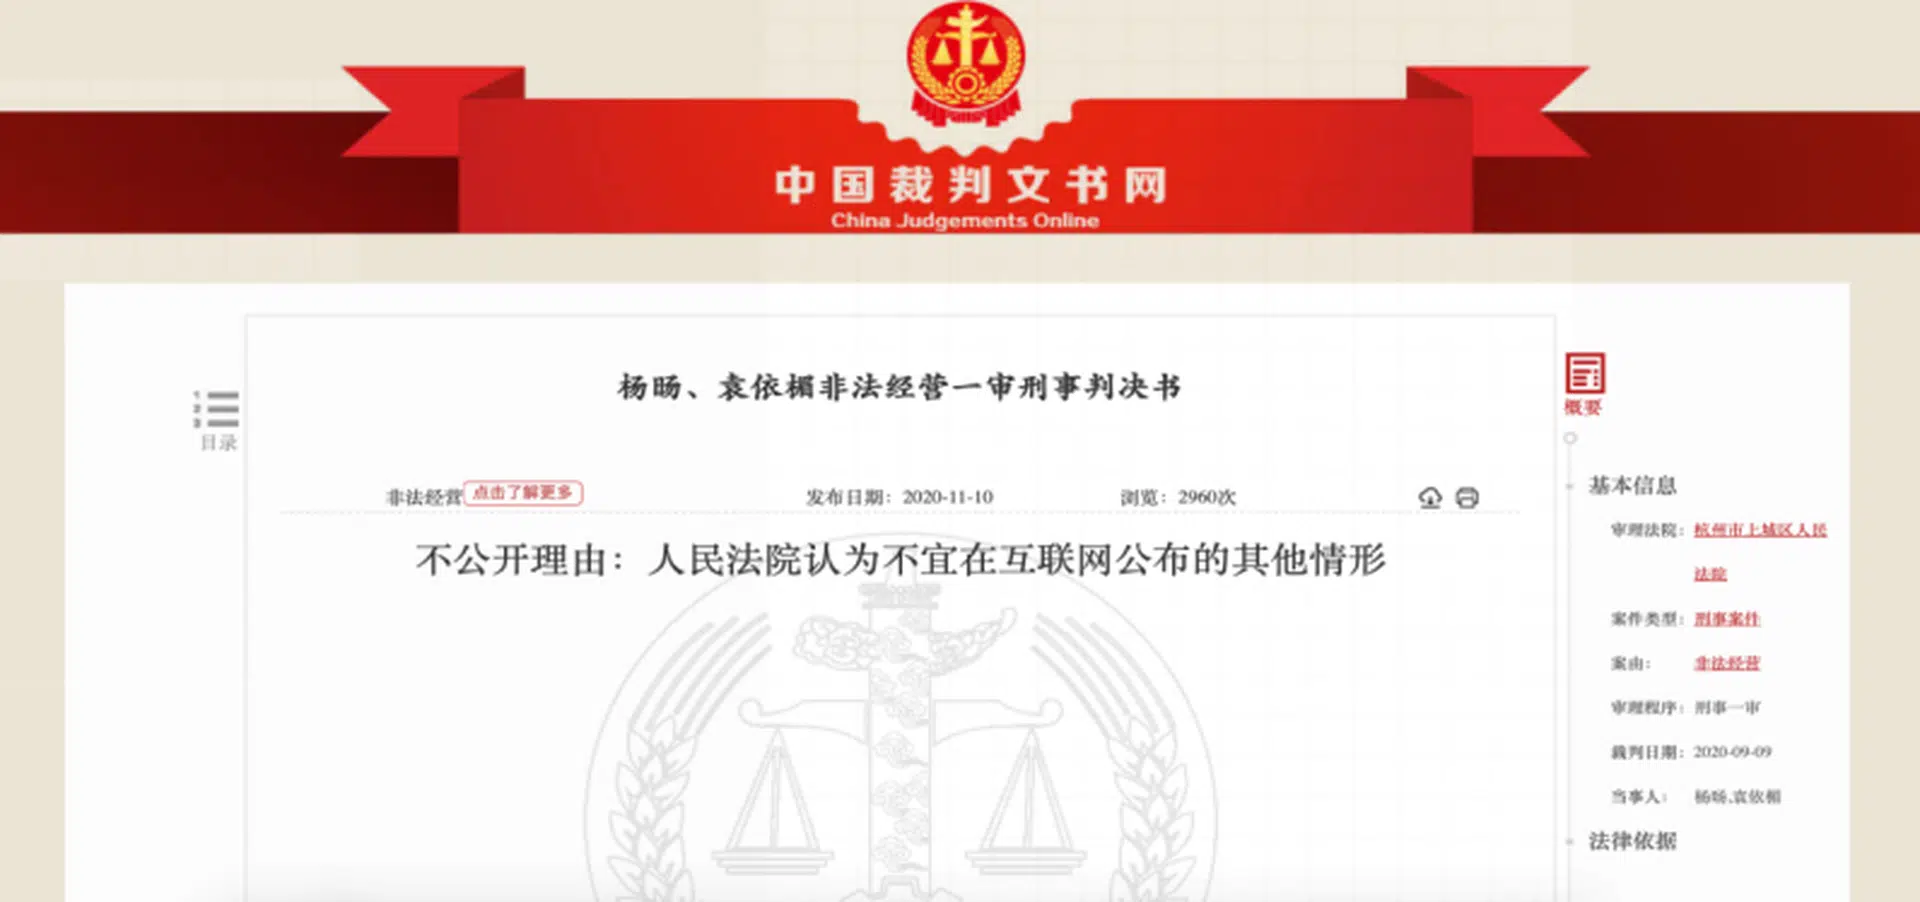 中国裁判文书网
China Judgements Online
杨旸、袁依楣非法经营一审刑事判决书
1
2
3
目录
非法经营 点击了解更多 发布日期：2020-11-10 浏览：2960次
不公开理由：人民法院认为不宜在互联网公布的其他情形
概要
基本信息
审理法院：杭州市上城区人民
法院
案件类型：刑事案件
案由：非法经营
审理程序：刑事一审
裁判日期：2020-09-09
当事人：杨旸,袁依楣
法律依据